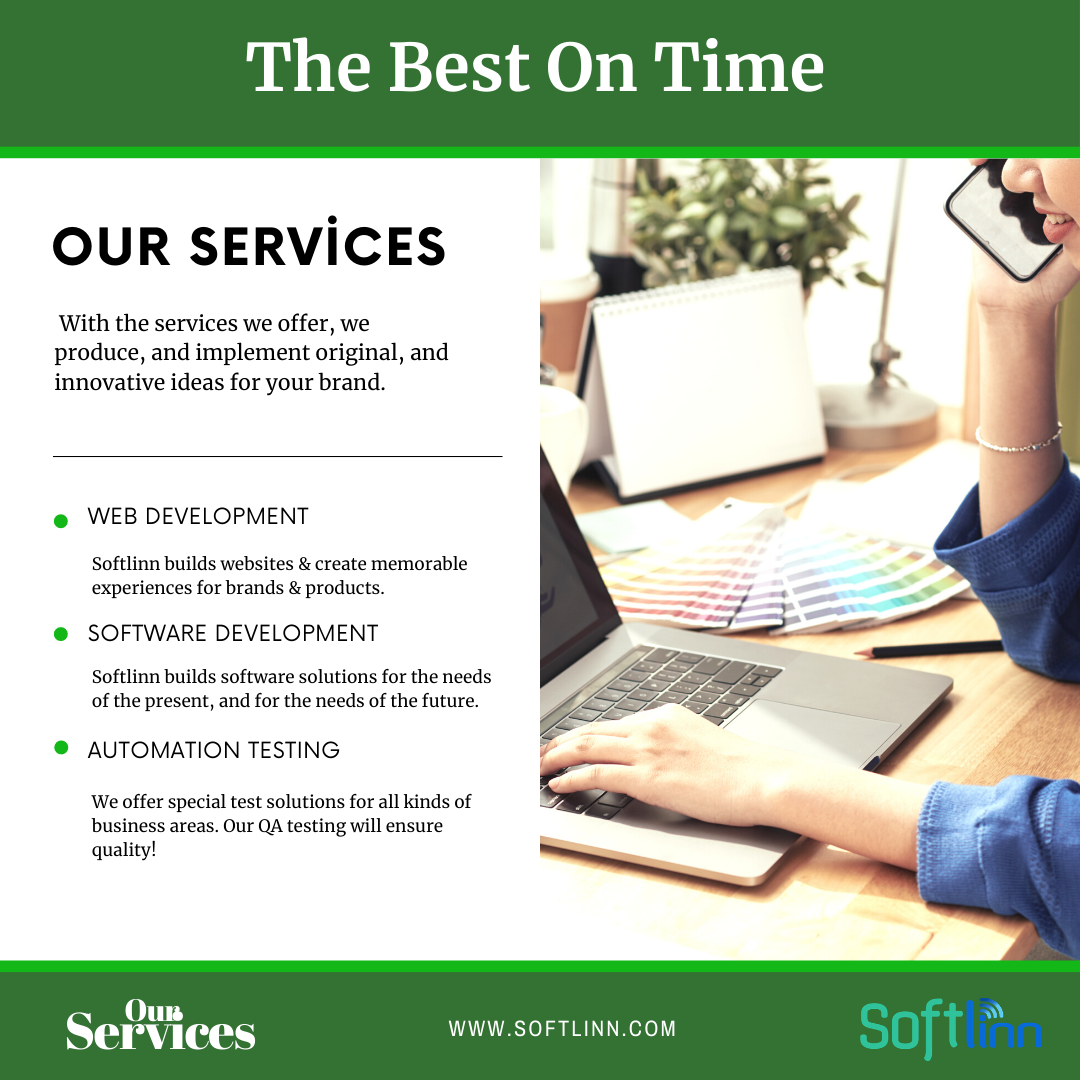 The Best On Time
OUR SERVİCES
With the services we offer, we
produce, and implement original, and
innovative ideas for your brand.
WEB DEVELOPMENT
Softlinn builds websites & create memorable
experiences for brands & products.
SOFTWARE DEVELOPMENT
Softlinn builds software solutions for the needs
of the present, and for the needs of the future.
AUTOMATION TESTING
We offer special test solutions for all kinds of
business areas. Our QA testing will ensure
quality!
Our
Services
WWW.SOFTLINN.COM
Softlinn